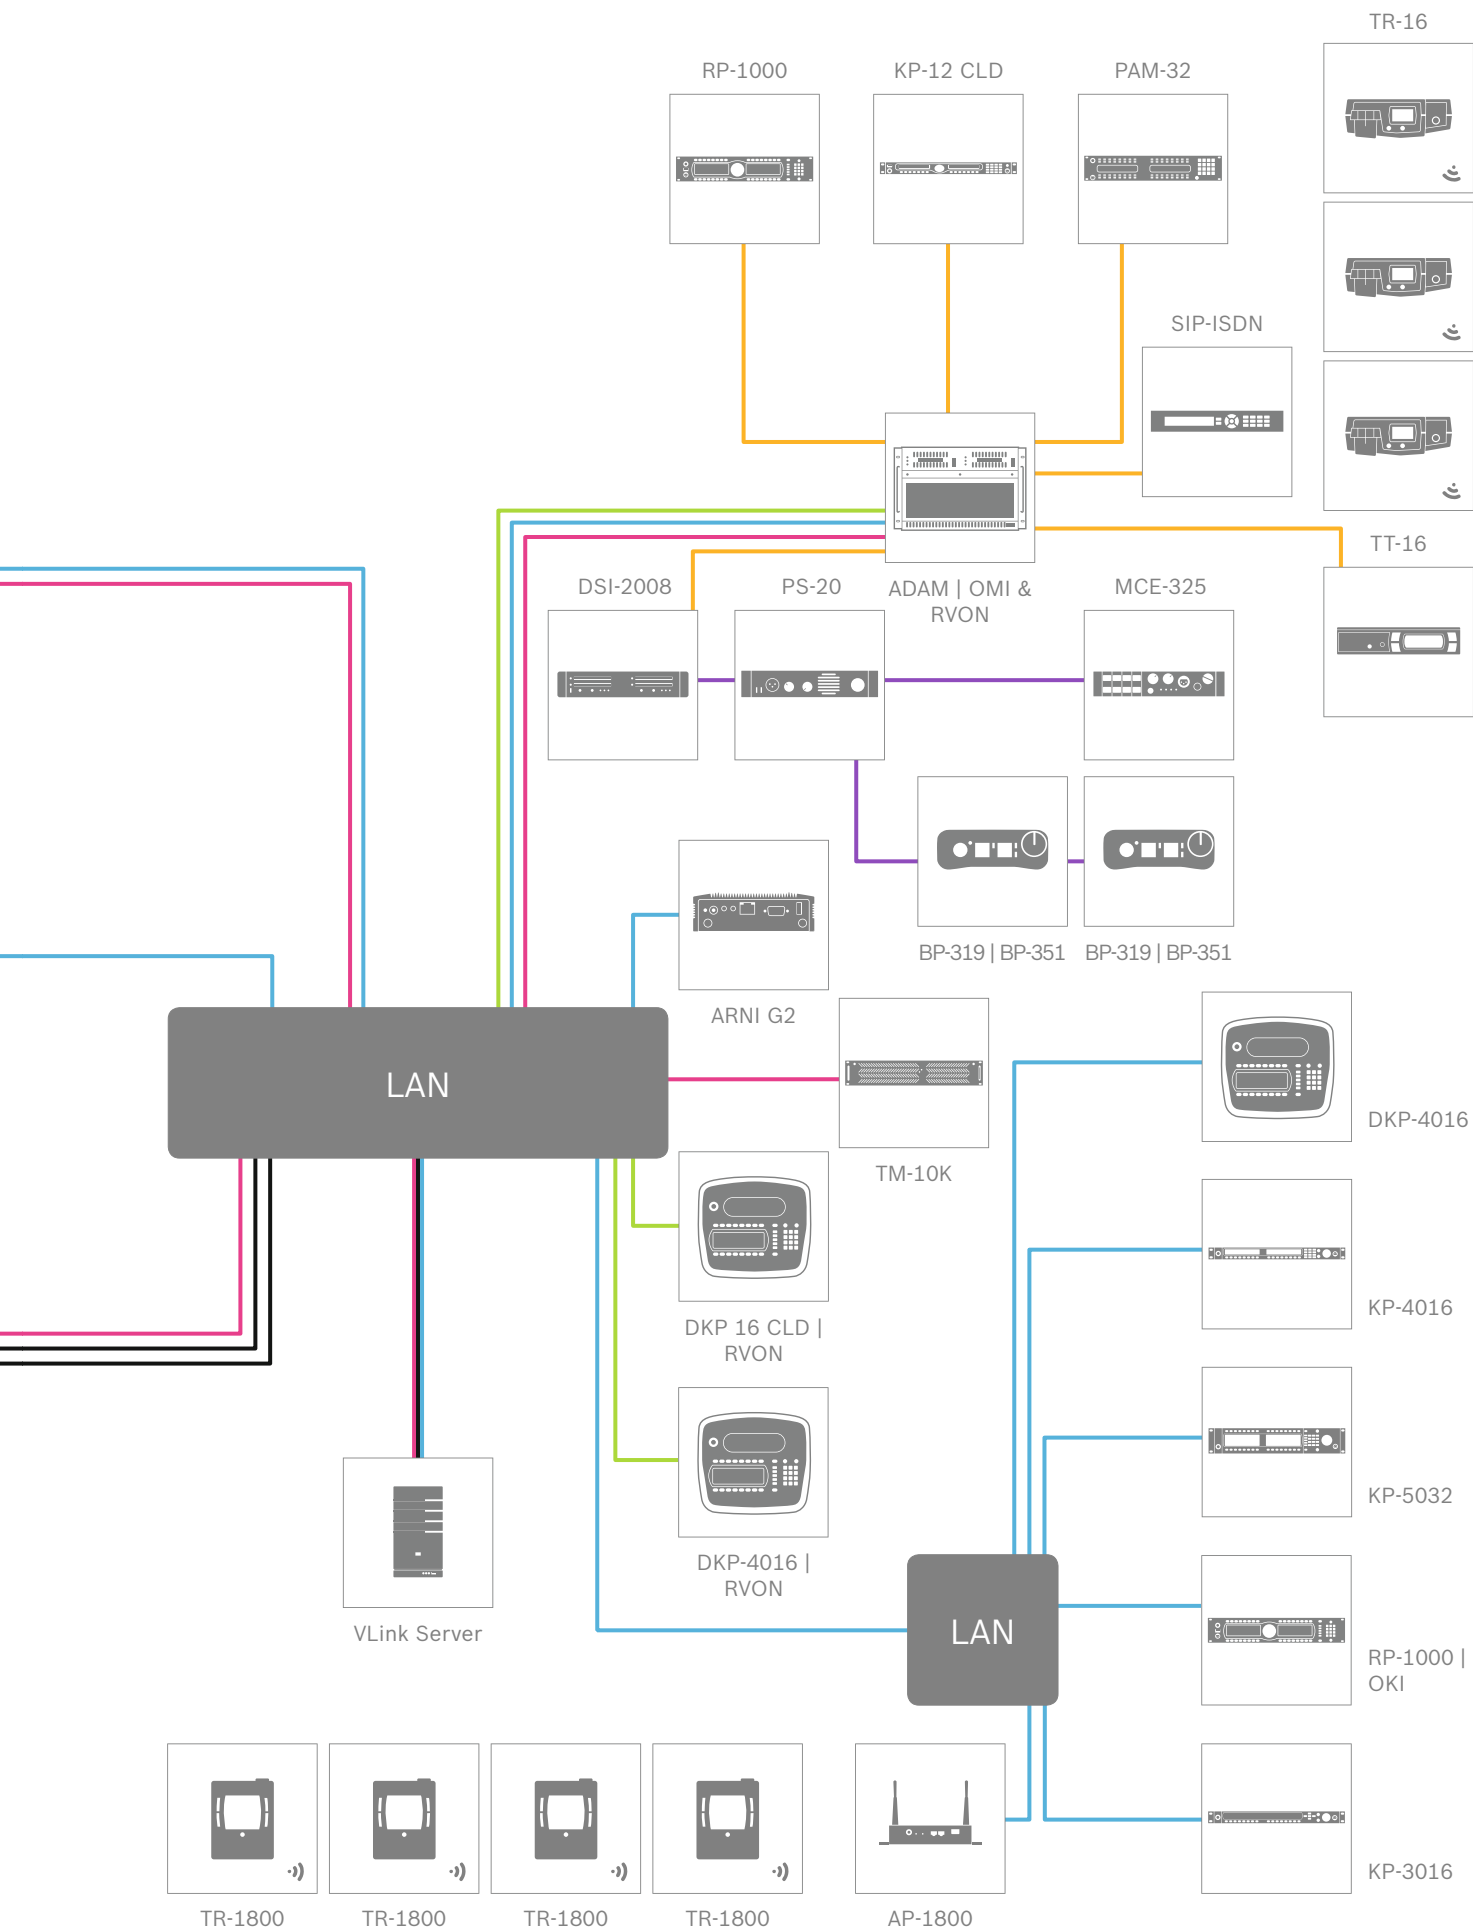 TR-16
RP-1000
KP-12 CLD
PAM-32
SIP-ISDN
TT-16
DSI-2008
PS-20
ADAM | OMI &
RVON
MCE-325
BP-319 | BP-351
BP-319 | BP-351
ARNI G2
LAN
TM-10K
DKP-4016
DKP 16 CLD |
RVON
KP-4016
KP-5032
DKP-4016 |
RVON
VLink Server
LAN
RP-1000 |
OKI
KP-3016
TR-1800
TR-1800
TR-1800
TR-1800
AP-1800